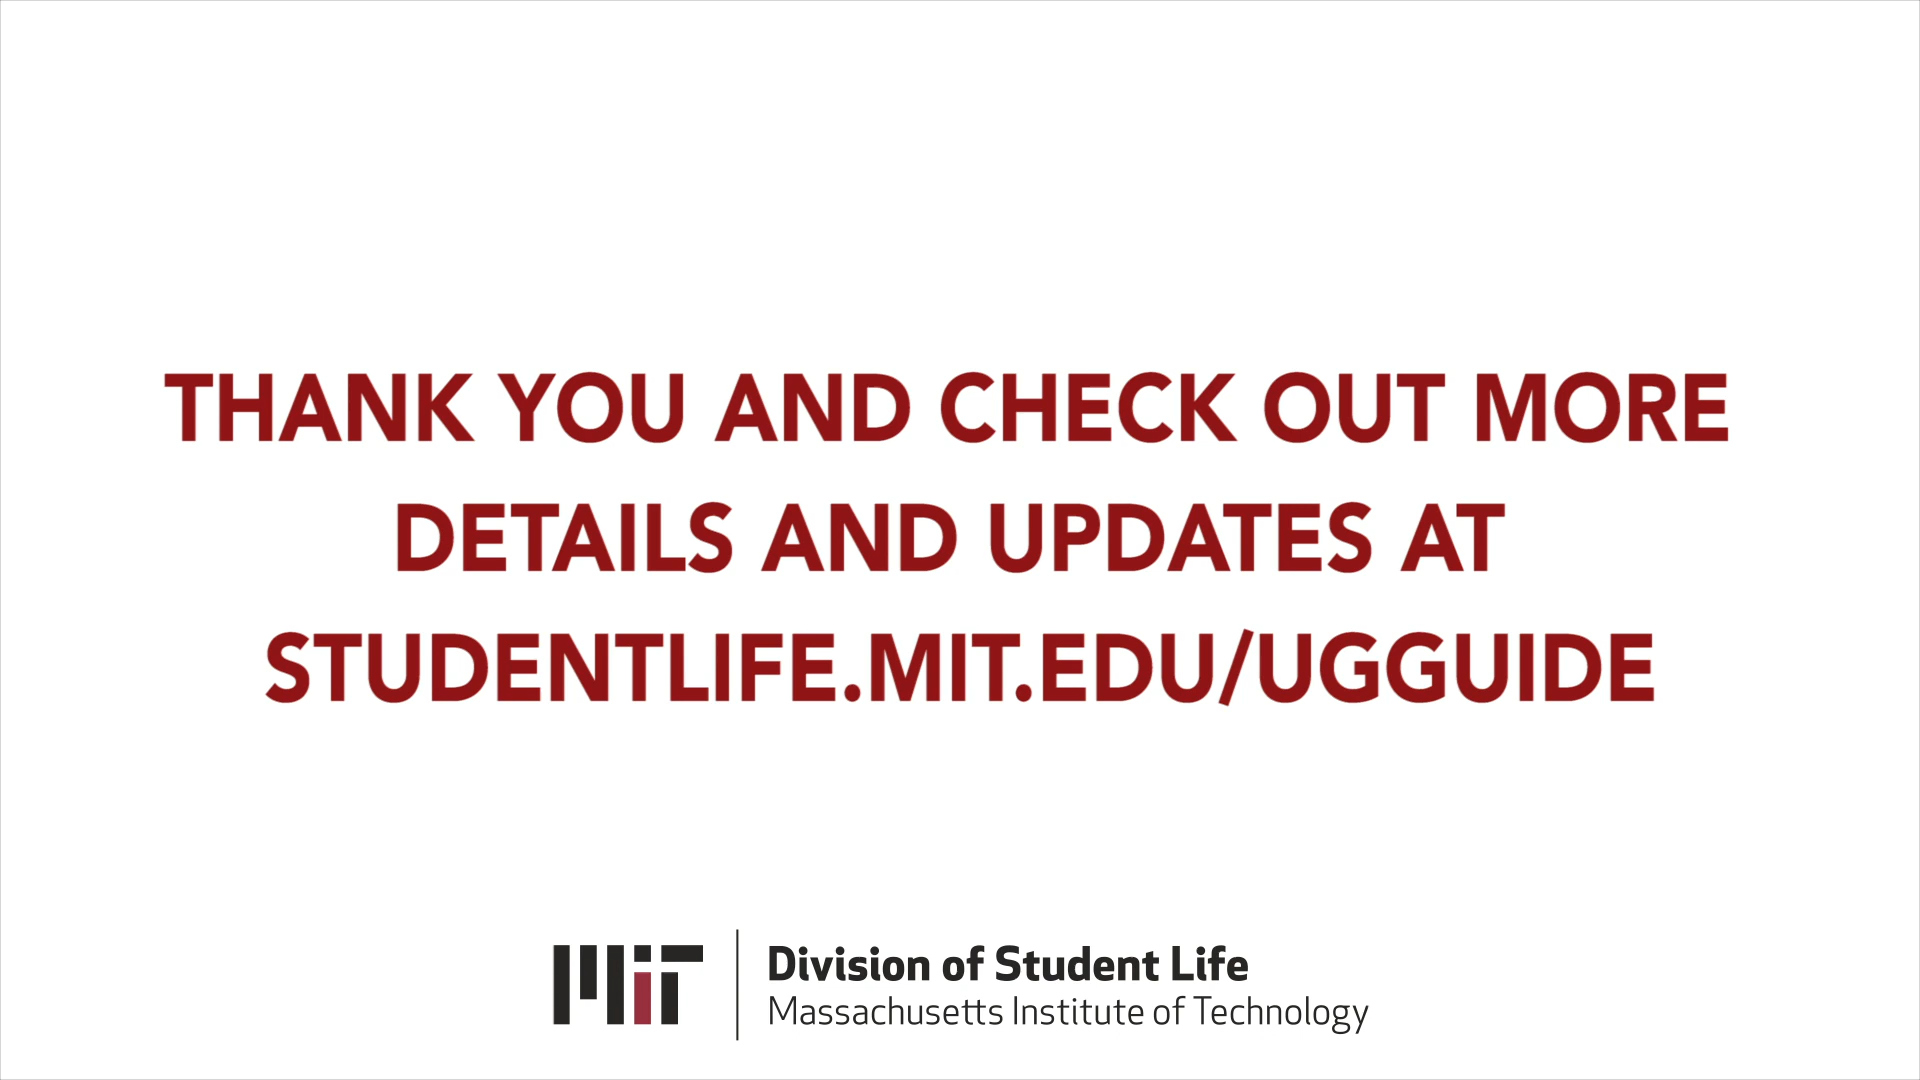 THANK YOU AND CHECK OUT MORE
DETAILS AND UPDATES AT
STUDENTLIFE.MIT.EDU/UGGUIDE
MIT
Division of Student Life
Massachusetts Institute of Technology